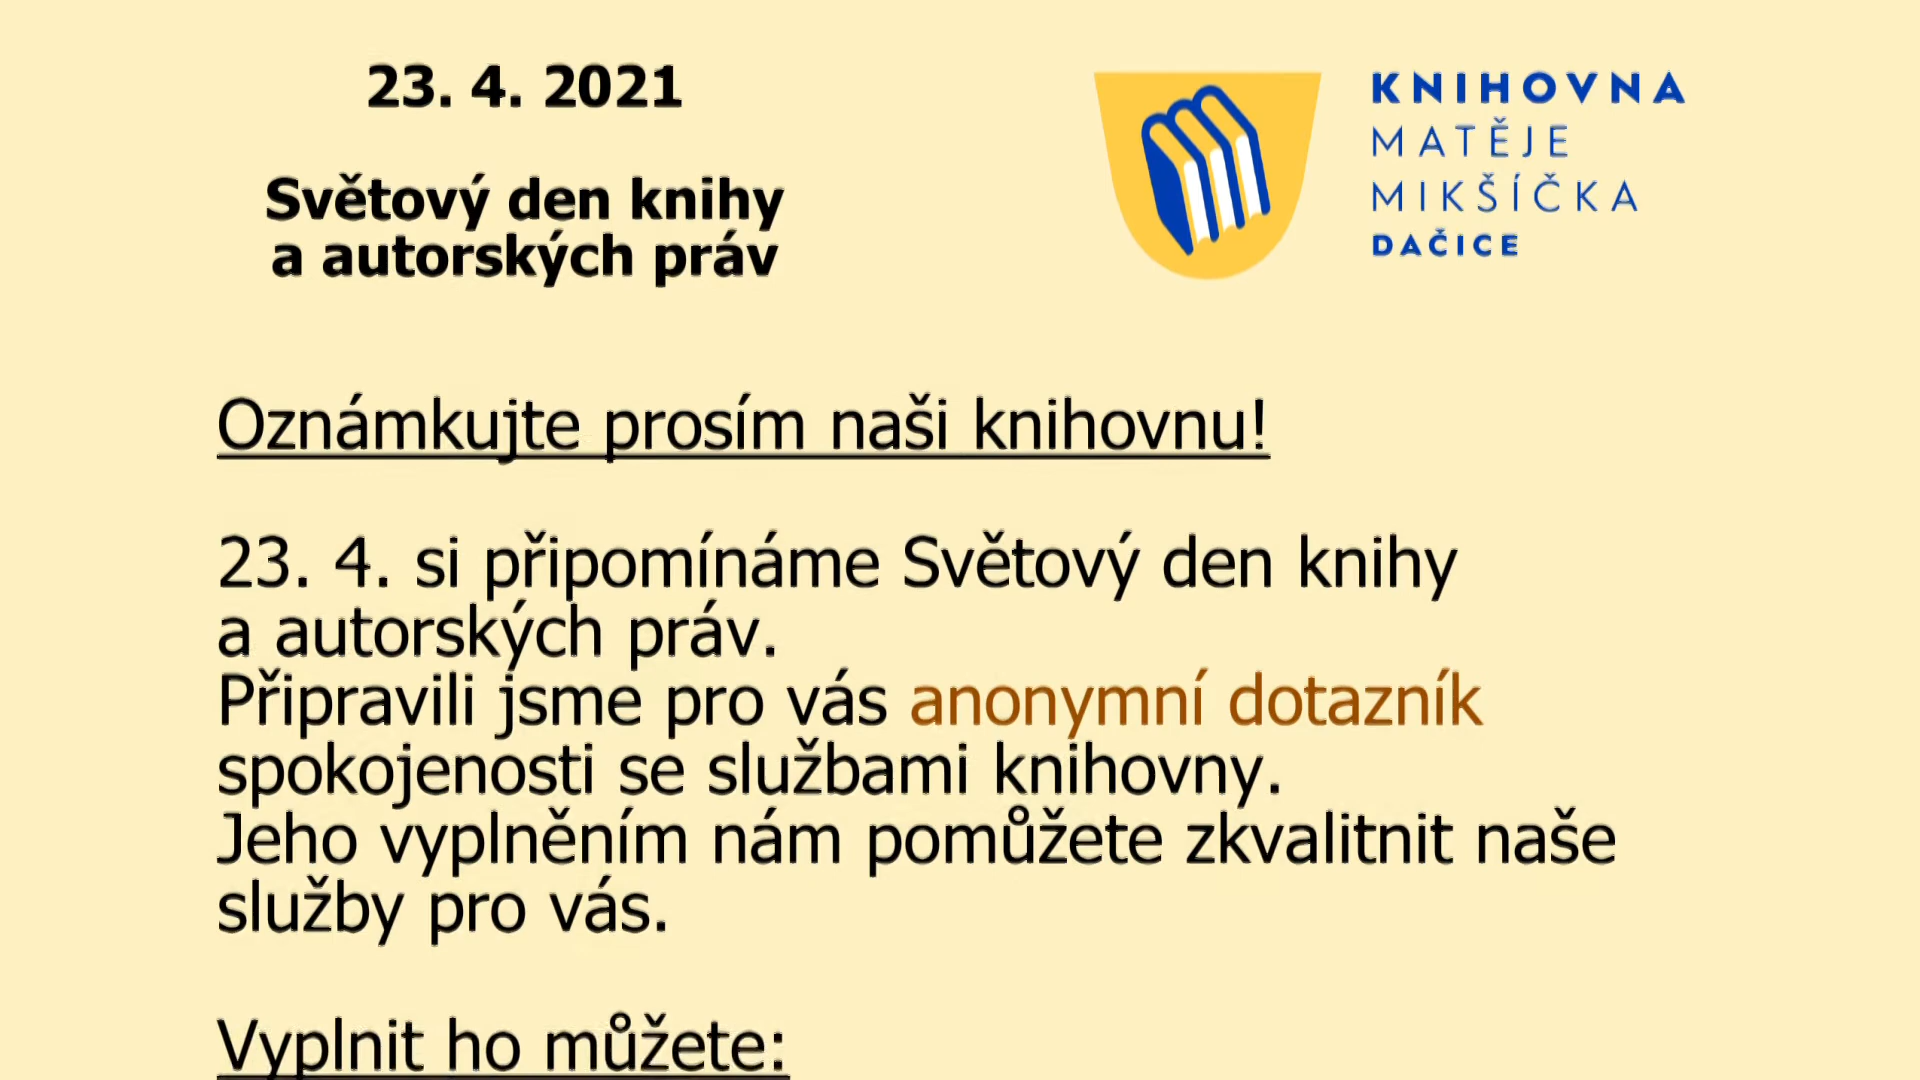 23. 4. 2021
Světový den knihy
a autorských práv
KNIHOVNA
MATĚJE
MIKŠÍČKA
DAČICE
Oznámkujte prosím naši knihovnu!
23. 4. si připomínáme Světový den knihy
a autorských práv.
Připravili jsme pro vás anonymní dotazník
spokojenosti se službami knihovny.
Jeho vyplněním nám pomůžete zkvalitnit naše
služby pro vás.
Vyplnit ho můžete: